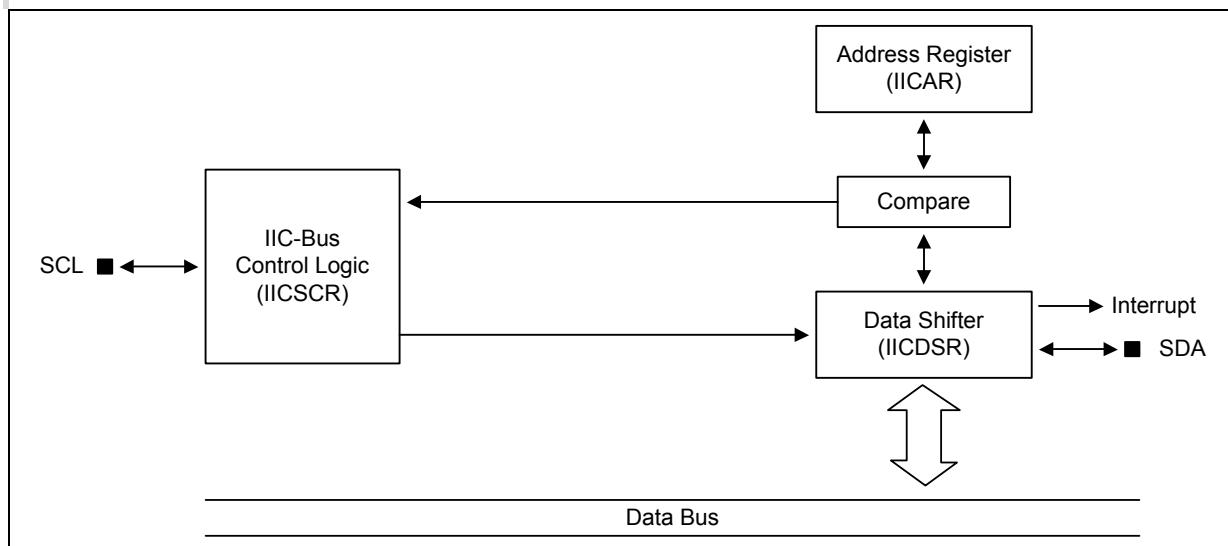 Address Register
(IICAR)
Compare
IIC-Bus
Control Logic
(IICSCR)
SCL
Data Shifter
(IICDSR)
Interrupt
SDA
Data Bus